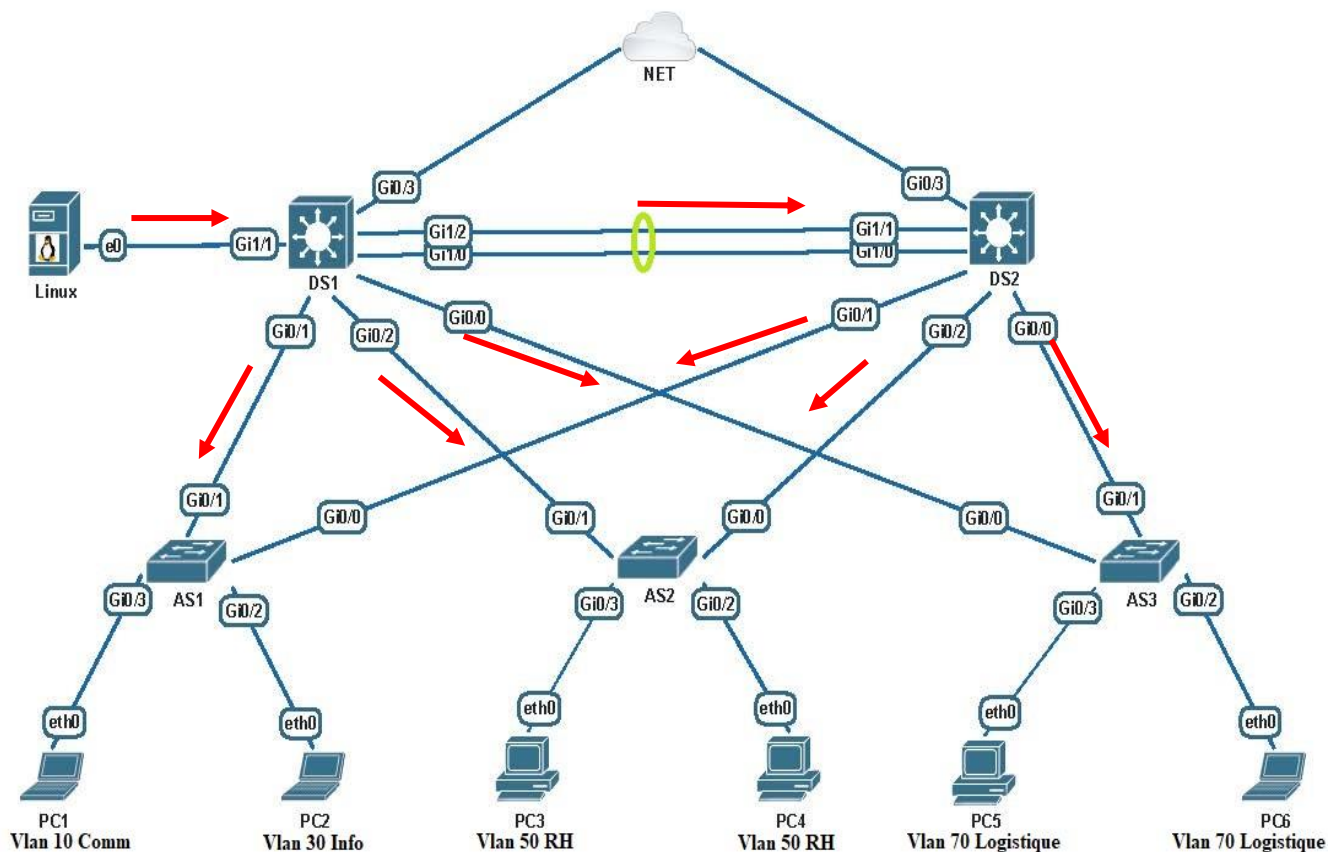 NET
Gi0/3
Gi0/3
e0
Gi1/1
Gi1/2
Gi1/0
Gi1/1
Gi1/0
Linux
DS1
DS2
Gi0/1
Gi0/2
Gi0/0
Gi0/1
Gi0/2
Gi0/0
Gi0/1
Gi0/0
Gi0/1
Gi0/0
Gi0/0
Gi0/1
AS1
AS2
AS3
Gi0/3
Gi0/2
Gi0/3
Gi0/2
Gi0/3
Gi0/2
eth0
eth0
eth0
eth0
eth0
eth0
PC1
PC2
PC3
PC4
PC5
PC6
Vlan 10 Comm
Vlan 30 Info
Vlan 50 RH
Vlan 50 RH
Vlan 70 Logistique
Vlan 70 Logistique